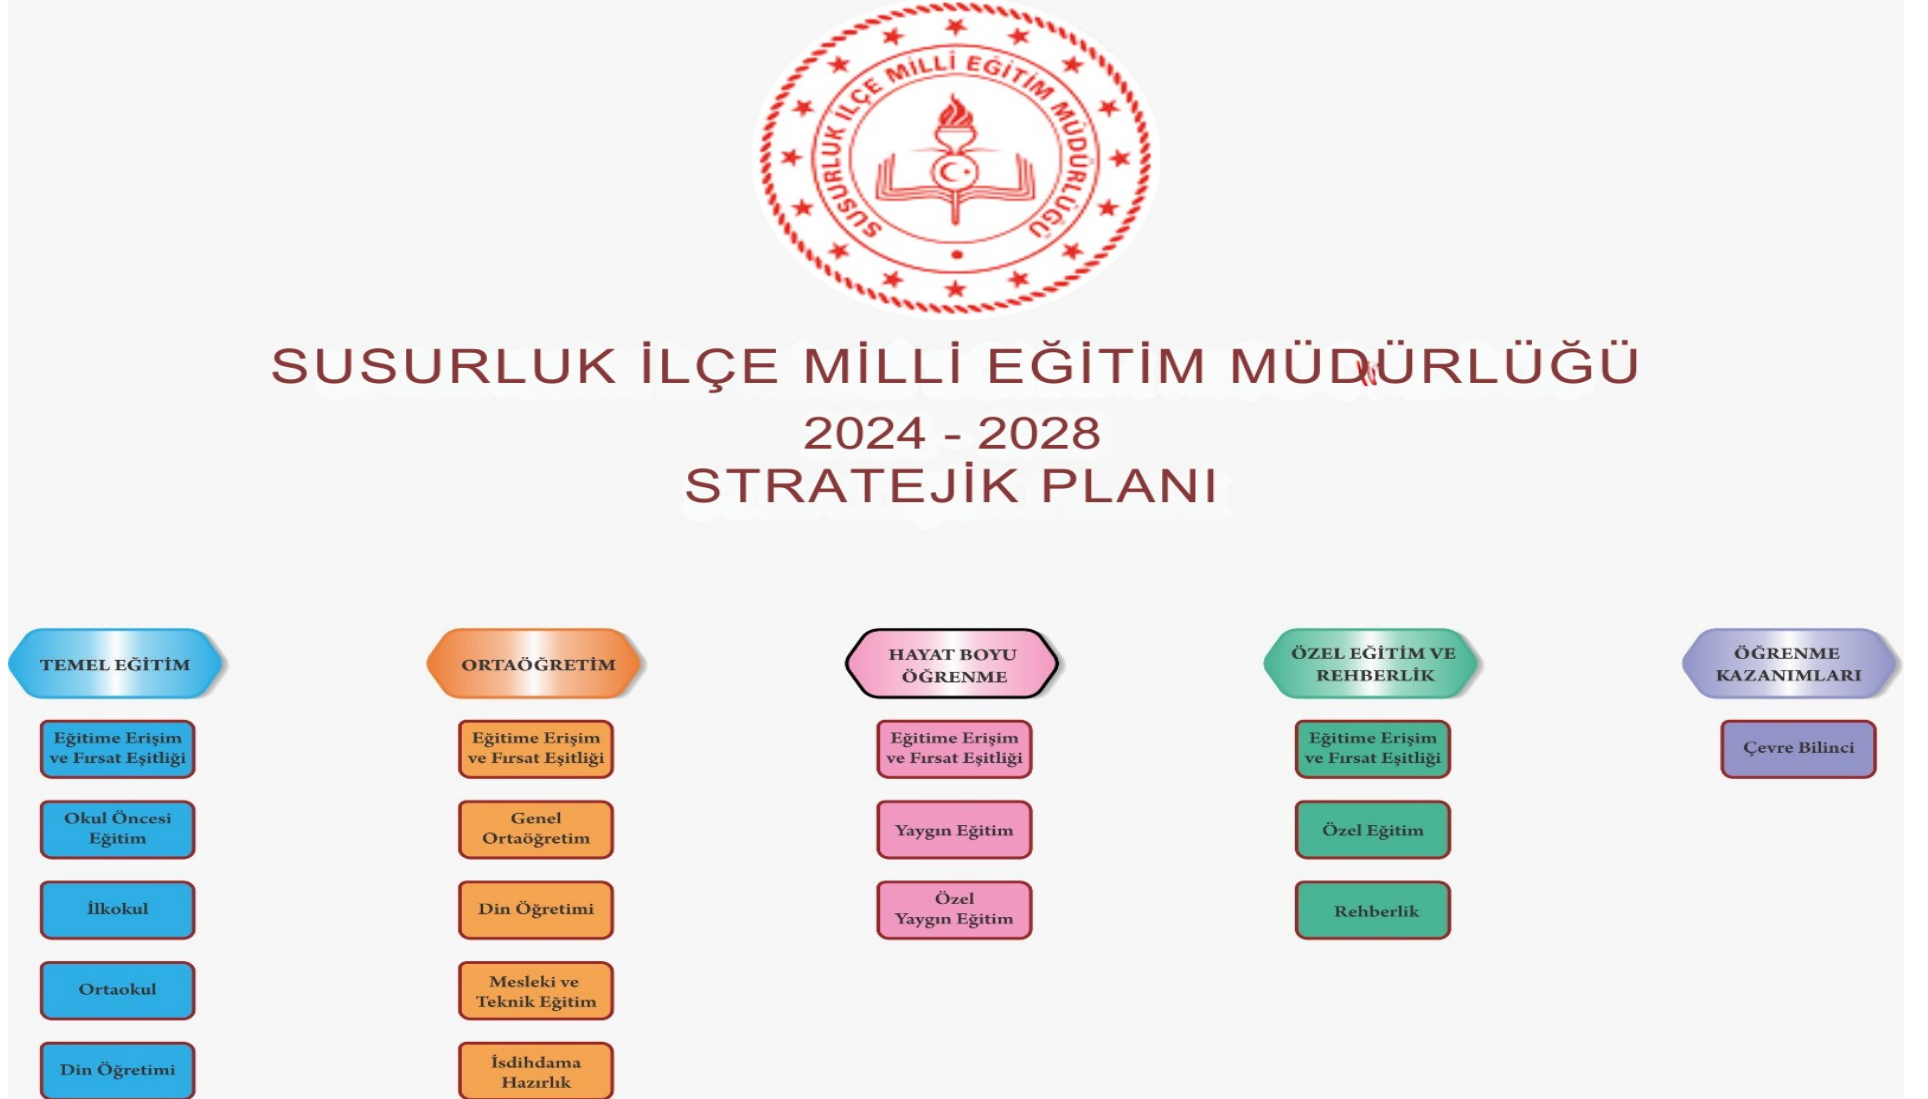 SUSURLUK İLÇE MİLLİ EĞİTİM MÜDÜRLÜĞÜ
SUSURLUK İLÇE MİLLİ EĞİTİM MÜDÜRLÜĞÜ
2024 - 2028
STRATEJİK PLANI
TEMEL EĞİTİM
Eğitime Erişim
ve Fırsat Eşitliği
Okul Öncesi
Eğitim
İlkokul
Ortaokul
Din Öğretimi
ORTAÖĞRETİM
Eğitime Erişim
ve Fırsat Eşitliği
Genel
Ortaöğretim
Din Öğretimi
Mesleki ve
Teknik Eğitim
İsdihdama
Hazırlık
HAYAT BOYU
ÖĞRENME
Eğitime Erişim
ve Fırsat Eşitliği
Yaygın Eğitim
Özel
Yaygın Eğitim
ÖZEL EĞİTİM VE
REHBERLİK
Eğitime Erişim
ve Fırsat Eşitliği
Özel Eğitim
Rehberlik
ÖĞRENME
KAZANIMLARI
Çevre Bilinci